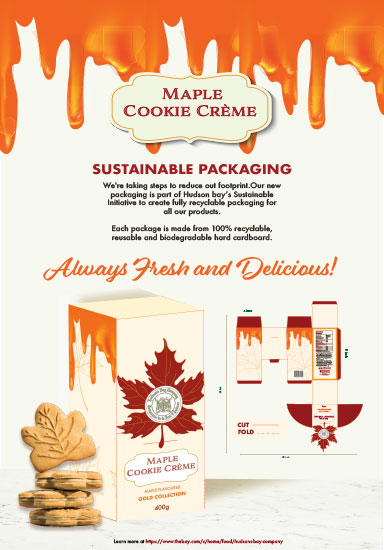 MAPLE
COOKIE CRÈME
SUSTAINABLE PACKAGING
We're taking steps to reduce out footprint.Our new
packaging is part of Hudson bay's Sustainable
Initiative to create fully recyclable packaging for
all our products.
Each package is made from 100% recyclable,
reusable and biodegradable hard cardboard.
Always Fresh and Delicious!
MAPLE
COOKIE CRÈME
MAPLE FLAVOURED
GOLD COLLECTION
400g
CUT
FOLD
Learn more at https://www.thebay.com/c/home/food/hudsons-bay-company